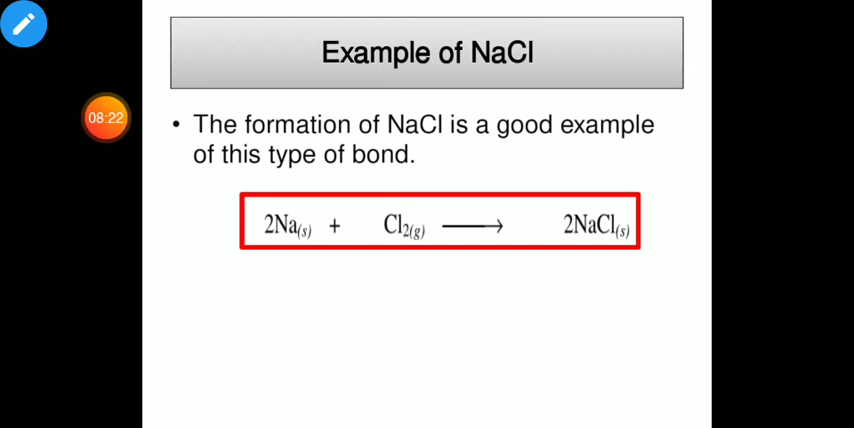 Example of NaCl
08:22
• The formation of NaCl is a good example
of this type of bond.
2Na(s) + Cl2(g) ⟶ 2NaCl(s)